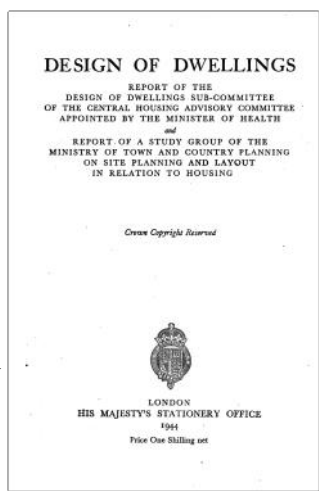 DESIGN OF DWELLINGS
REPORT OF THE
DESIGN OF DWELLINGS SUB-COMMITTEE
OF THE CENTRAL HOUSING ADVISORY COMMITTEE
APPOINTED BY THE MINISTER OF HEALTH
and
REPORT OF A STUDY GROUP OF THE
MINISTRY OF TOWN AND COUNTRY PLANNING
ON SITE PLANNING AND LAYOUT
IN RELATION TO HOUSING
Crown Copyright Reserved
LONDON
HIS MAJESTY'S STATIONERY OFFICE
1944
Price One Shilling net